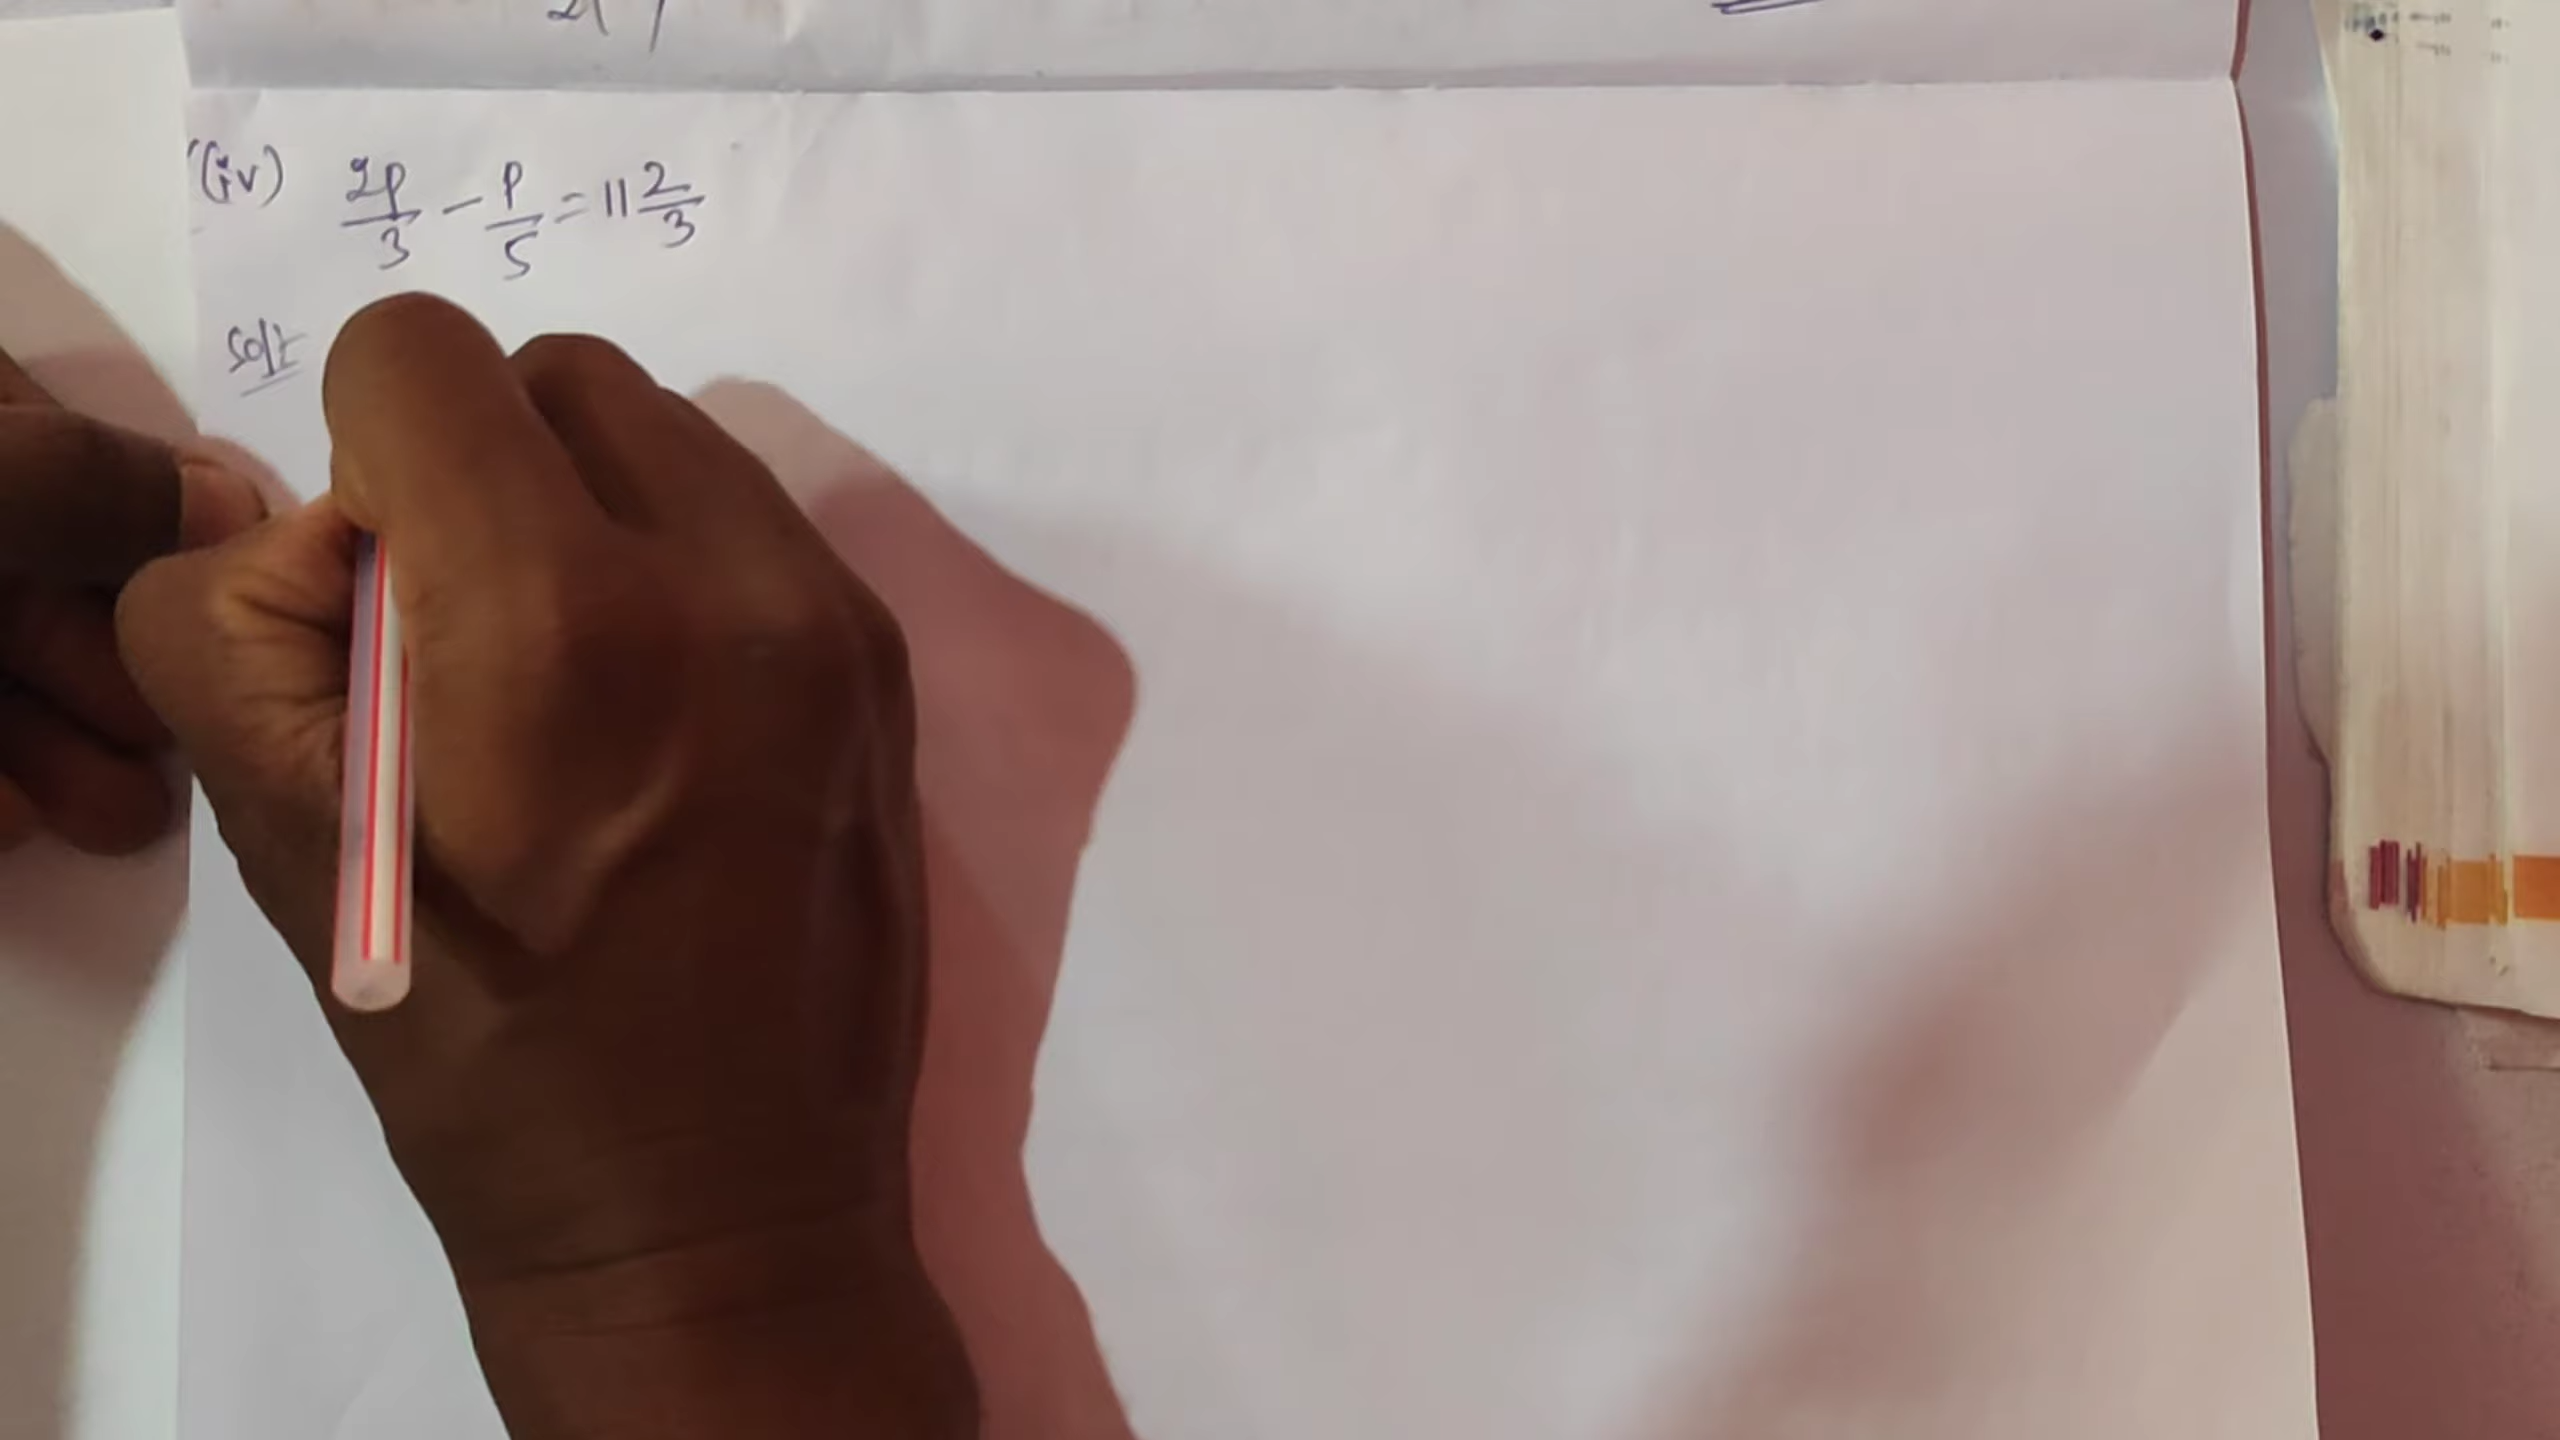 (iv) 2p/3 - p/5 = 11 2/3
Sol: